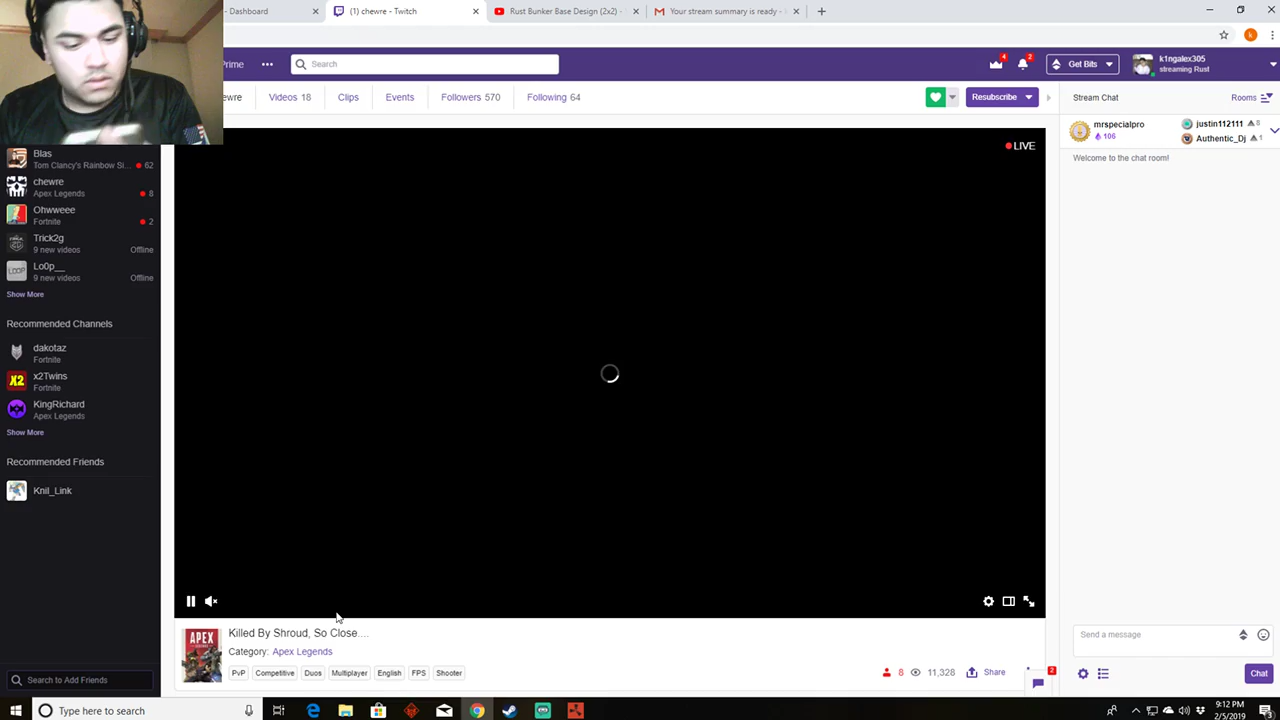 - Dashboard
(1) chewre - Twitch
Rust Bunker Base Design (2x2) -
Your stream summary is ready -
Prime
Search
Get Bits
k1ngalex305
streaming Rust
Videos 18
Clips
Events
Followers 570
Following 64
Resubscribe
Stream Chat
Rooms
mrspecialpro
106
justin112111
8
Authentic_Dj
1
Welcome to the chat room!
LIVE
Blas
Tom Clancy's Rainbow Si...
62
chewre
Apex Legends
8
Ohwweee
Fortnite
2
Trick2g
9 new videos
Offline
Lo0p__
9 new videos
Offline
Show More
Recommended Channels
dakotaz
Fortnite
x2Twins
Fortnite
KingRichard
Apex Legends
Show More
Recommended Friends
Knil_Link
Search to Add Friends
APEX
Killed By Shroud, So Close....
Category: Apex Legends
PvP
Competitive
Duos
Multiplayer
English
FPS
Shooter
8
11,328
Share
2
Send a message
Chat
Type here to search
9:12 PM
2/5/2019